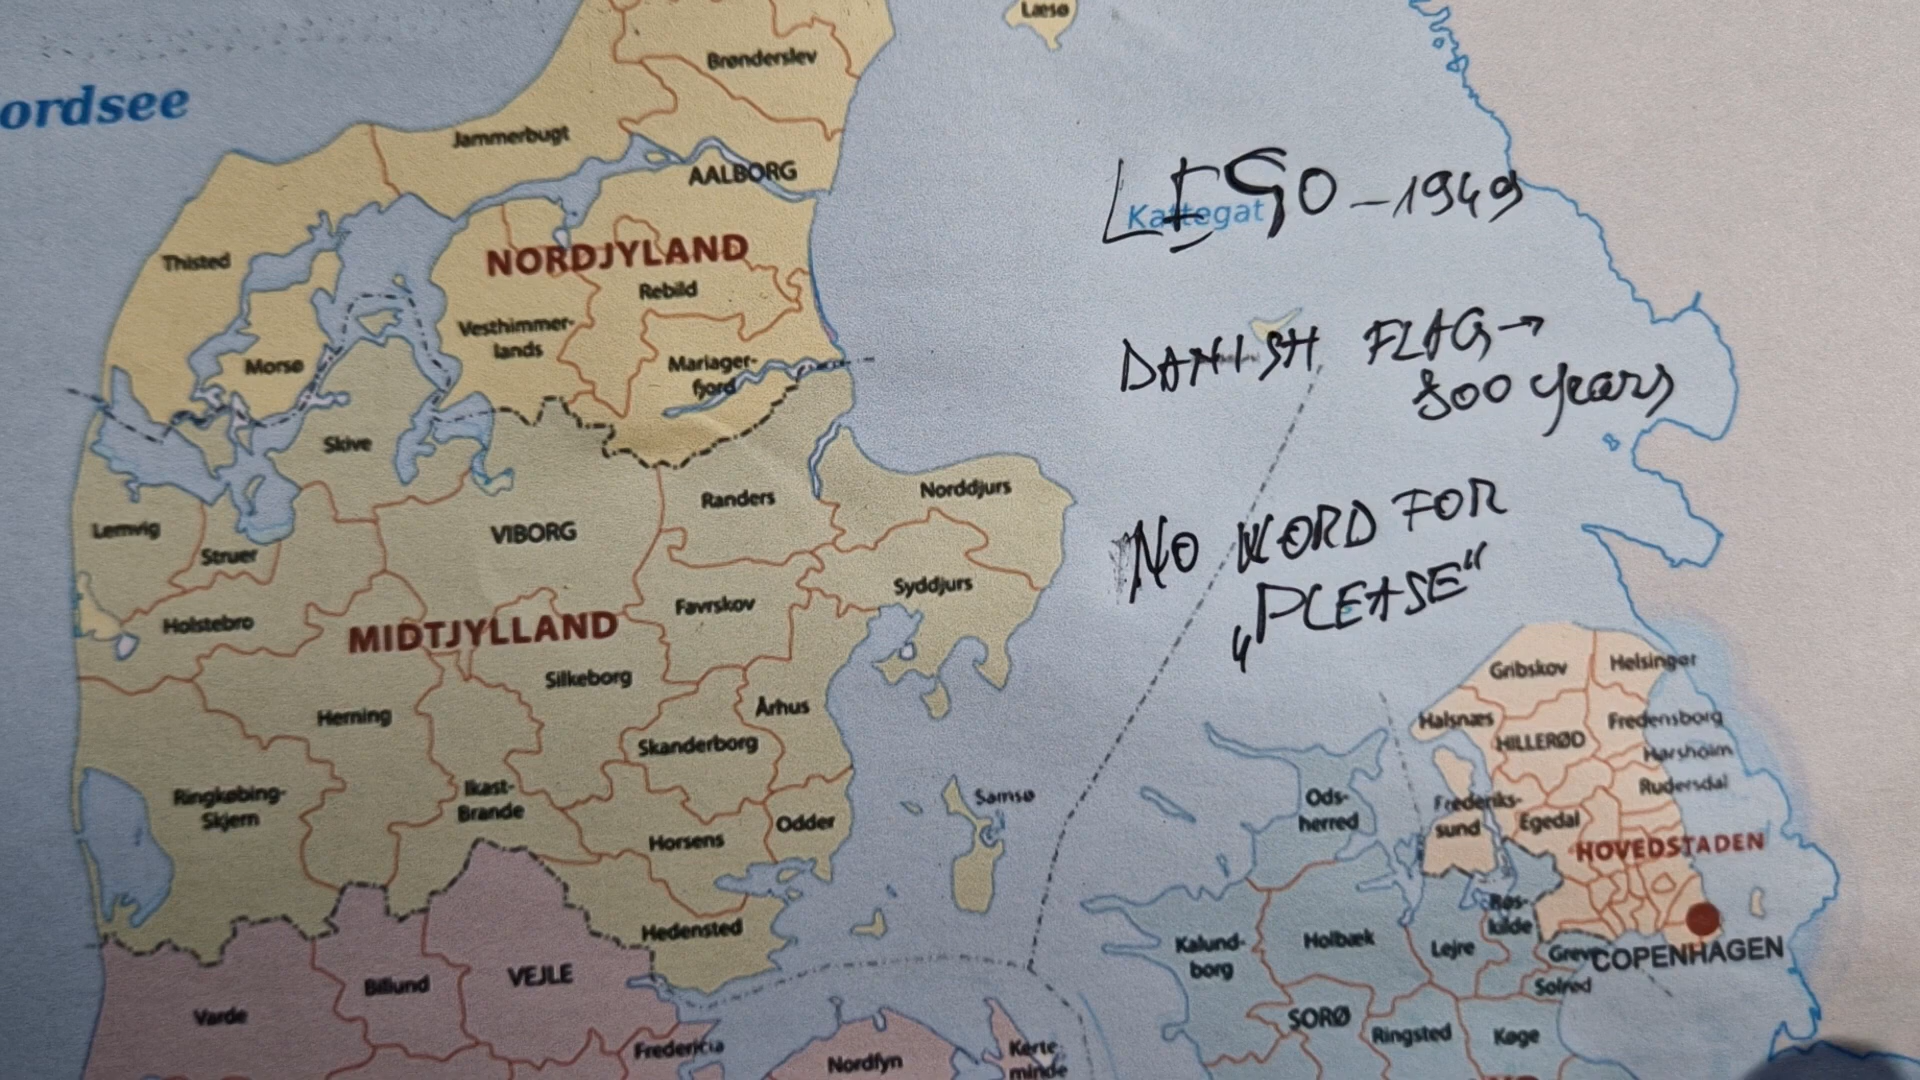 Læsø
Brønderslev
ordsee
Jammerbugt
AALBORG
LEGO – 1949
Kattegat
Thisted
NORDJYLAND
Rebild
Vesthimmer-
lands
DANISH FLAG →
800 years
Morsø
Mariager-
fjord
Skive
Randers
Norddjurs
Lemvig
VIBORG
NO WORD FOR
„PLEASE“
Struer
Syddjurs
Favrskov
Holstebro
MIDTJYLLAND
Gribskov
Helsingør
Silkeborg
Århus
Herning
Halsnæs
Fredensborg
HILLERØD
Skanderborg
Hørsholm
Rudersdal
Ringkøbing-
Skjern
Ikast-
Brande
Samsø
Ods-
herred
Frederiks-
sund
Egedal
Odder
Horsens
HOVEDSTADEN
Ros-
kilde
Hedensted
Kalund-
borg
Holbæk
Lejre
Greve
COPENHAGEN
Billund
VEJLE
Solrød
Varde
SORØ
Ringsted
Køge
Fredericia
Nordfyn
Kerte-
minde